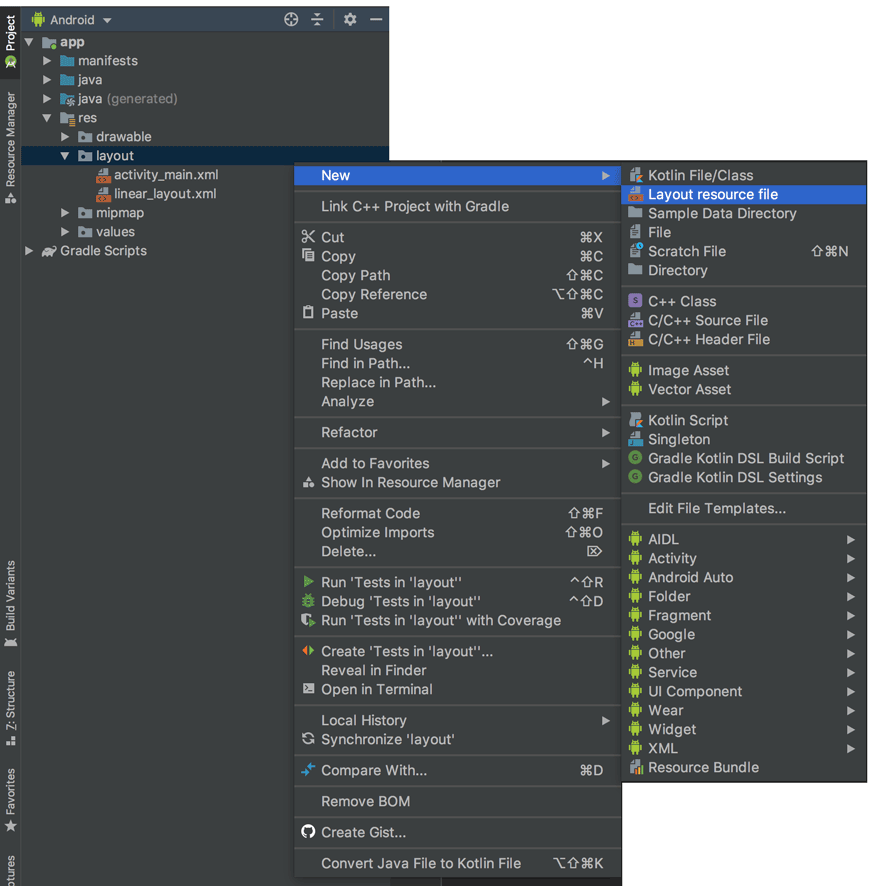 Android
Project
Resource Manager
Build Variants
Z: Structure
Favorites
app
manifests
java
java (generated)
res
drawable
layout
activity_main.xml
linear_layout.xml
mipmap
values
Gradle Scripts
New
Link C++ Project with Gradle
Cut ⌘X
Copy ⌘C
Copy Path ⇧⌘C
Copy Reference ⌥⇧⌘C
Paste ⌘V
Find Usages ⇧⌘G
Find in Path... ^H
Replace in Path...
Analyze
Refactor
Add to Favorites
Show In Resource Manager
Reformat Code ⇧⌘F
Optimize Imports ⇧⌘O
Delete... ⌦
Run 'Tests in 'layout'' ^⇧R
Debug 'Tests in 'layout'' ^⇧D
Run 'Tests in 'layout'' with Coverage
Create 'Tests in 'layout''...
Reveal in Finder
Open in Terminal
Local History
Synchronize 'layout'
Compare With... ⌘D
Remove BOM
Create Gist...
Convert Java File to Kotlin File ⌥⇧⌘K
Kotlin File/Class
Layout resource file
Sample Data Directory
File
Scratch File ⇧⌘N
Directory
S C++ Class
C++ C/C++ Source File
H C/C++ Header File
Image Asset
Vector Asset
Kotlin Script
Singleton
G Gradle Kotlin DSL Build Script
G Gradle Kotlin DSL Settings
Edit File Templates...
AIDL
Activity
Android Auto
Folder
Fragment
Google
Other
Service
UI Component
Wear
Widget
XML
Resource Bundle